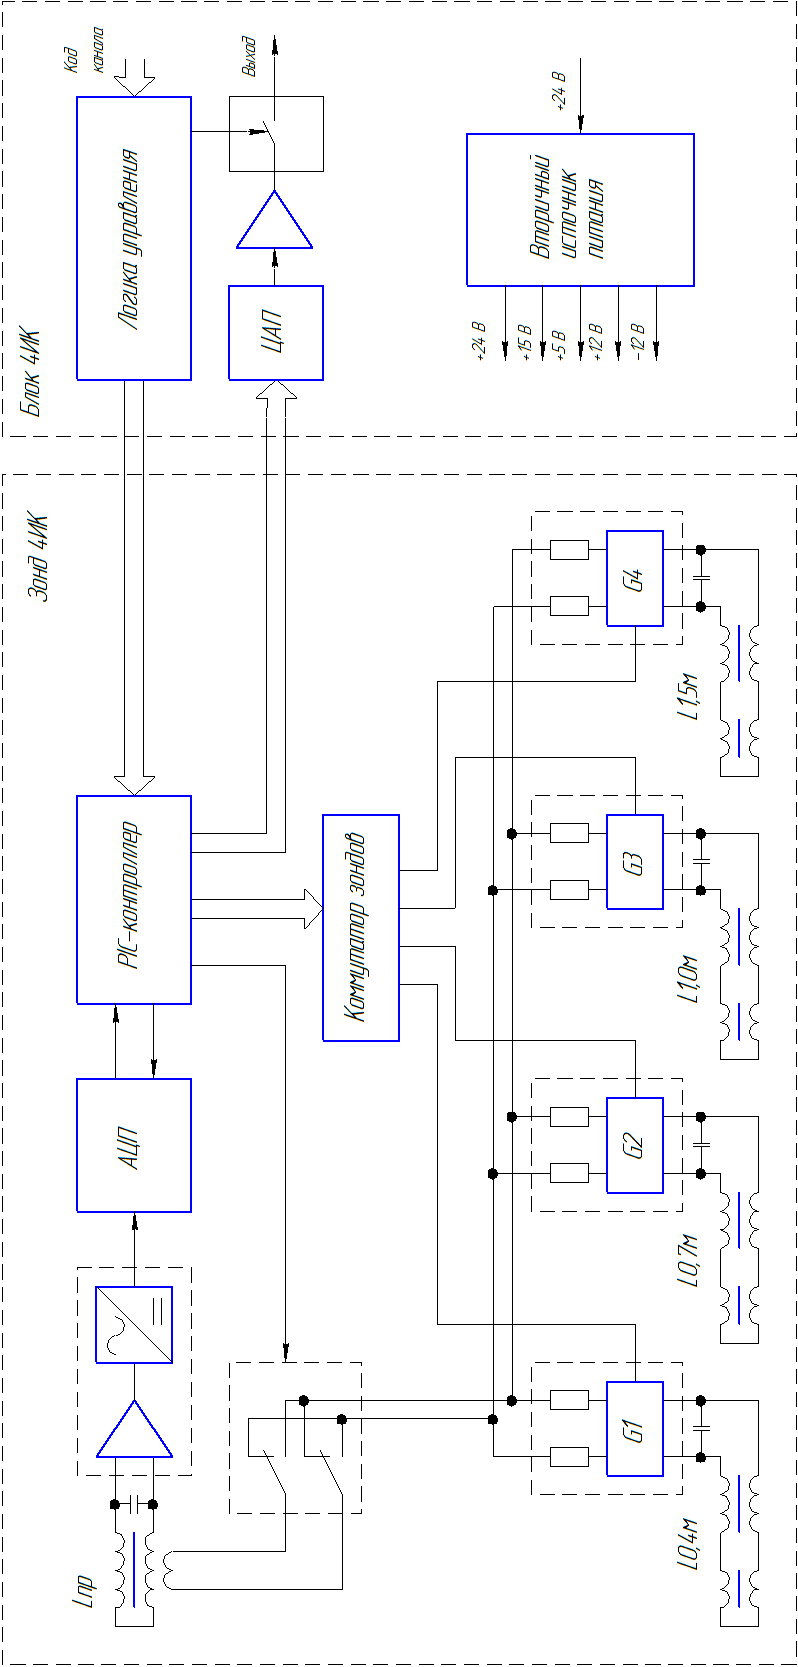 Код
канала
Выход
Логика управления
Блок 4ИК
ЦАП
+24 В
Вторичный
источник
питания
+24 В
+15 В
+5 В
+12 В
-12 В
Зонд 4ИК
PIC-контроллер
АЦП
Коммутатор зондов
Lпр
G4
L1,5м
G3
L1,0м
G2
L0,7м
G1
L0,4м